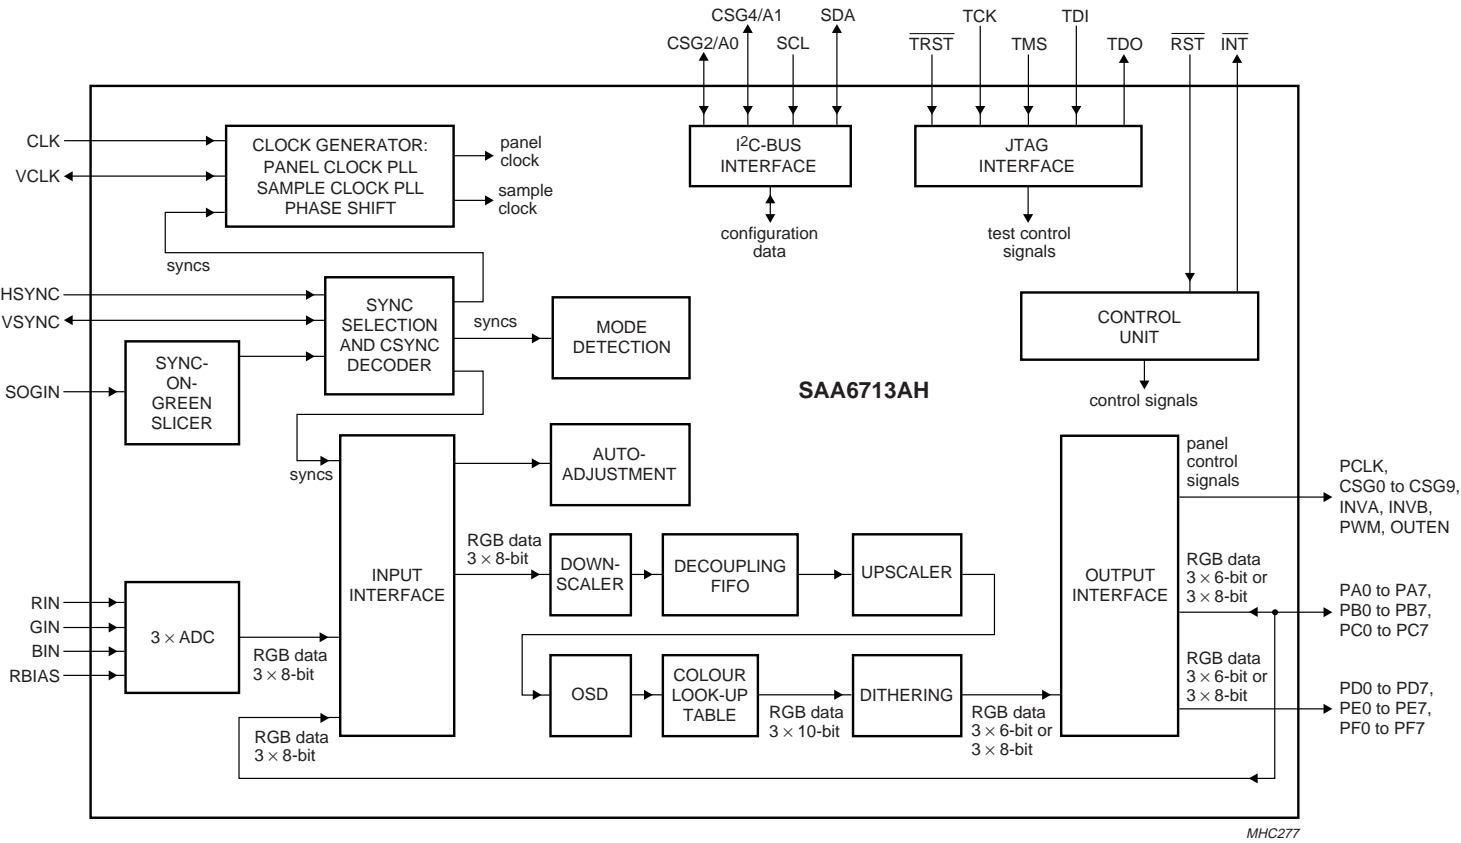 CSG4/A1
SDA
TCK
TDI
CSG2/A0
SCL
TRST
TMS
TDO
RST
INT
CLK
VCLK
CLOCK GENERATOR:
PANEL CLOCK PLL
SAMPLE CLOCK PLL
PHASE SHIFT
panel
clock
sample
clock
I2C-BUS
INTERFACE
configuration
data
JTAG
INTERFACE
test control
signals
syncs
HSYNC
VSYNC
SYNC
SELECTION
AND CSYNC
DECODER
syncs
MODE
DETECTION
CONTROL
UNIT
control signals
SOGIN
SYNC-
ON-
GREEN
SLICER
SAA6713AH
syncs
INPUT
INTERFACE
AUTO-
ADJUSTMENT
RGB data
3 × 8-bit
DOWN-
SCALER
DECOUPLING
FIFO
UPSCALER
OUTPUT
INTERFACE
panel
control
signals
PCLK,
CSG0 to CSG9,
INVA, INVB,
PWM, OUTEN
RGB data
3 × 6-bit or
3 × 8-bit
PA0 to PA7,
PB0 to PB7,
PC0 to PC7
RIN
GIN
BIN
RBIAS
3 × ADC
RGB data
3 × 8-bit
RGB data
3 × 8-bit
OSD
COLOUR
LOOK-UP
TABLE
RGB data
3 × 10-bit
DITHERING
RGB data
3 × 6-bit or
3 × 8-bit
RGB data
3 × 6-bit or
3 × 8-bit
PD0 to PD7,
PE0 to PE7,
PF0 to PF7
MHC277